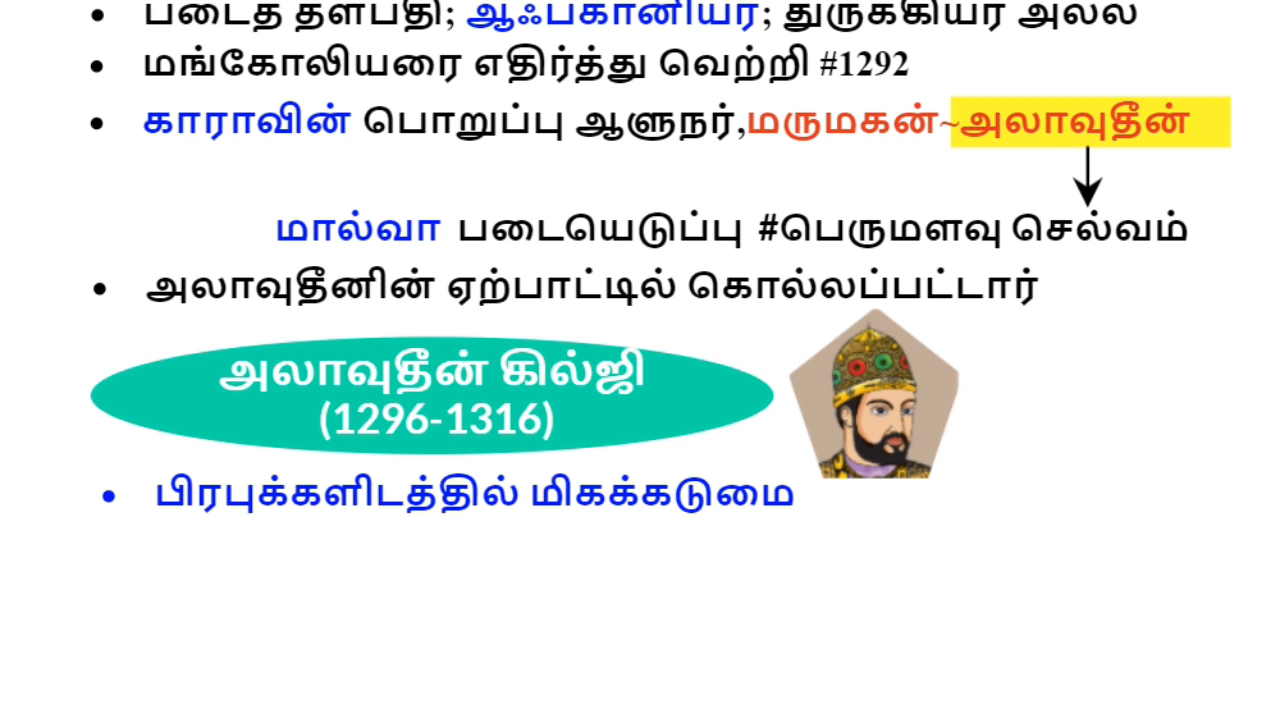 படைத் தளபதி; ஆஃப்கானியர்; துருக்கியர் அல்ல
மங்கோலியரை எதிர்த்து வெற்றி #1292
காராவின் பொறுப்பு ஆளுநர்,மருமகன்~அலாவுதீன்
மால்வா படையெடுப்பு #பெருமளவு செல்வம்
அலாவுதீனின் ஏற்பாட்டில் கொல்லப்பட்டார்
அலாவுதீன் கில்ஜி
(1296-1316)
பிரபுக்களிடத்தில் மிகக்கடுமை